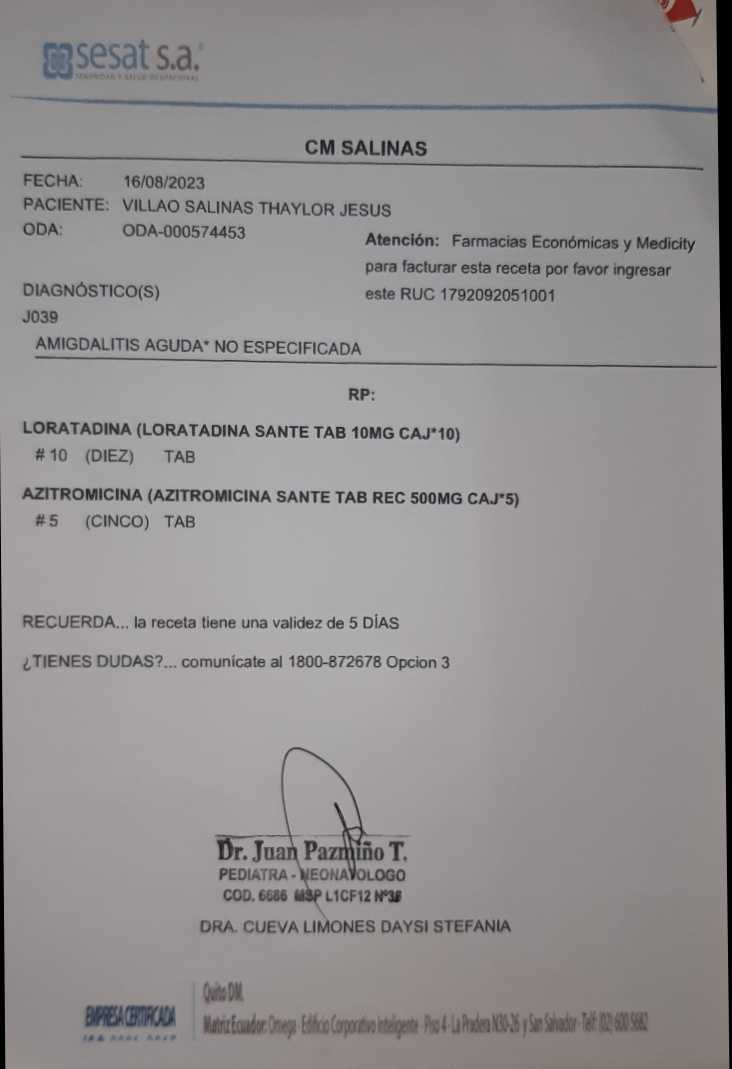 sesat s.a.
SEGURIDAD Y SALUD OCUPACIONAL
CM SALINAS
FECHA: 16/08/2023
PACIENTE: VILLAO SALINAS THAYLOR JESUS
ODA: ODA-000574453
Atención: Farmacias Económicas y Medicity
para facturar esta receta por favor ingresar
este RUC 1792092051001
DIAGNÓSTICO(S)
J039
AMIGDALITIS AGUDA* NO ESPECIFICADA
RP:
LORATADINA (LORATADINA SANTE TAB 10MG CAJ*10)
# 10 (DIEZ) TAB
AZITROMICINA (AZITROMICINA SANTE TAB REC 500MG CAJ*5)
# 5 (CINCO) TAB
RECUERDA... la receta tiene una validez de 5 DÍAS
¿TIENES DUDAS?... comunícate al 1800-872678 Opcion 3
Dr. Juan Pazmiño T.
PEDIATRA - NEONAVOLOGO
COD. 6686 MSP L1CF12 Nº36
DRA. CUEVA LIMONES DAYSI STEFANIA
Quito DM.
EMPRESA CERTIFICADA
Matriz Ecuador: Omega - Edificio Corporativo Inteligente - Piso 4 - La Pradera N30-26 y San Salvador - Telf: (02) 600 5682